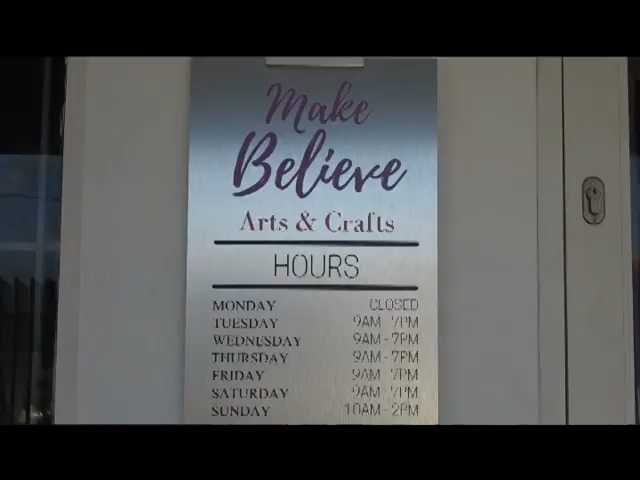 Make
Believe
Arts & Crafts
HOURS
MONDAY CLOSED
TUESDAY 9AM - 7PM
WEDNESDAY 9AM - 7PM
THURSDAY 9AM - 7PM
FRIDAY 9AM - 7PM
SATURDAY 9AM - 7PM
SUNDAY 10AM - 2PM